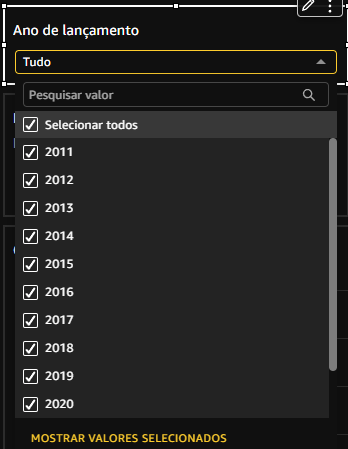 Ano de lançamento
Tudo
Pesquisar valor
Selecionar todos
2011
2012
2013
2014
2015
2016
2017
2018
2019
2020
MOSTRAR VALORES SELECIONADOS